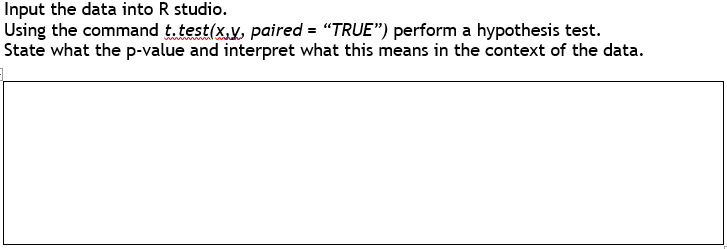 Input the data into R studio.
Using the command t.test(x,y, paired = “TRUE”) perform a hypothesis test.
State what the p-value and interpret what this means in the context of the data.